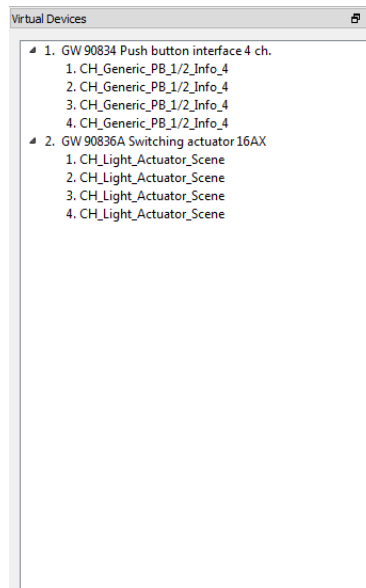 Virtual Devices
1. GW 90834 Push button interface 4 ch.
1. CH_Generic_PB_1/2_Info_4
2. CH_Generic_PB_1/2_Info_4
3. CH_Generic_PB_1/2_Info_4
4. CH_Generic_PB_1/2_Info_4
2. GW 90836A Switching actuator 16AX
1. CH_Light_Actuator_Scene
2. CH_Light_Actuator_Scene
3. CH_Light_Actuator_Scene
4. CH_Light_Actuator_Scene